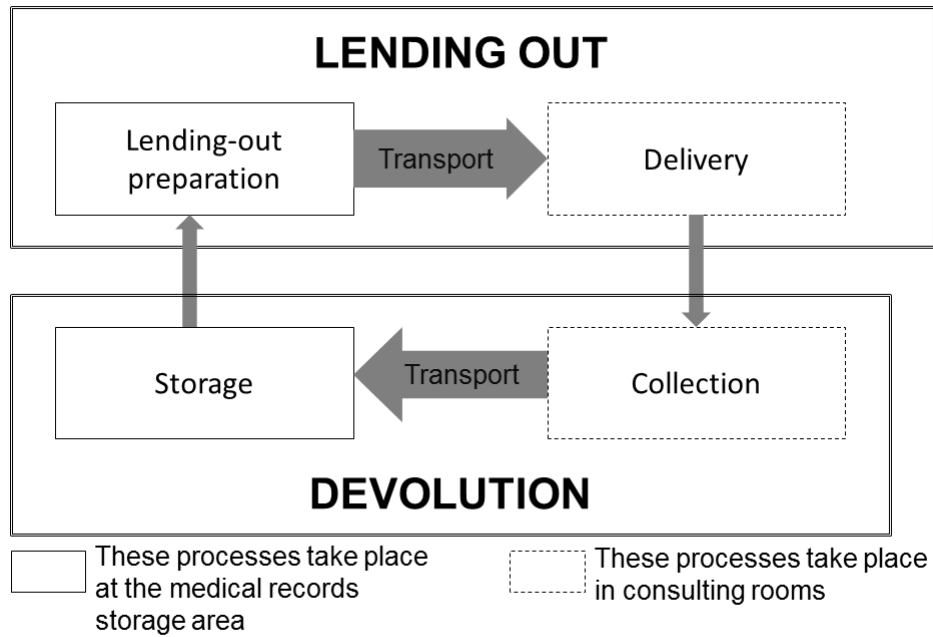 LENDING OUT
Lending-out
preparation
Transport
Delivery
Storage
Transport
Collection
DEVOLUTION
These processes take place
at the medical records
storage area
These processes take place
in consulting rooms